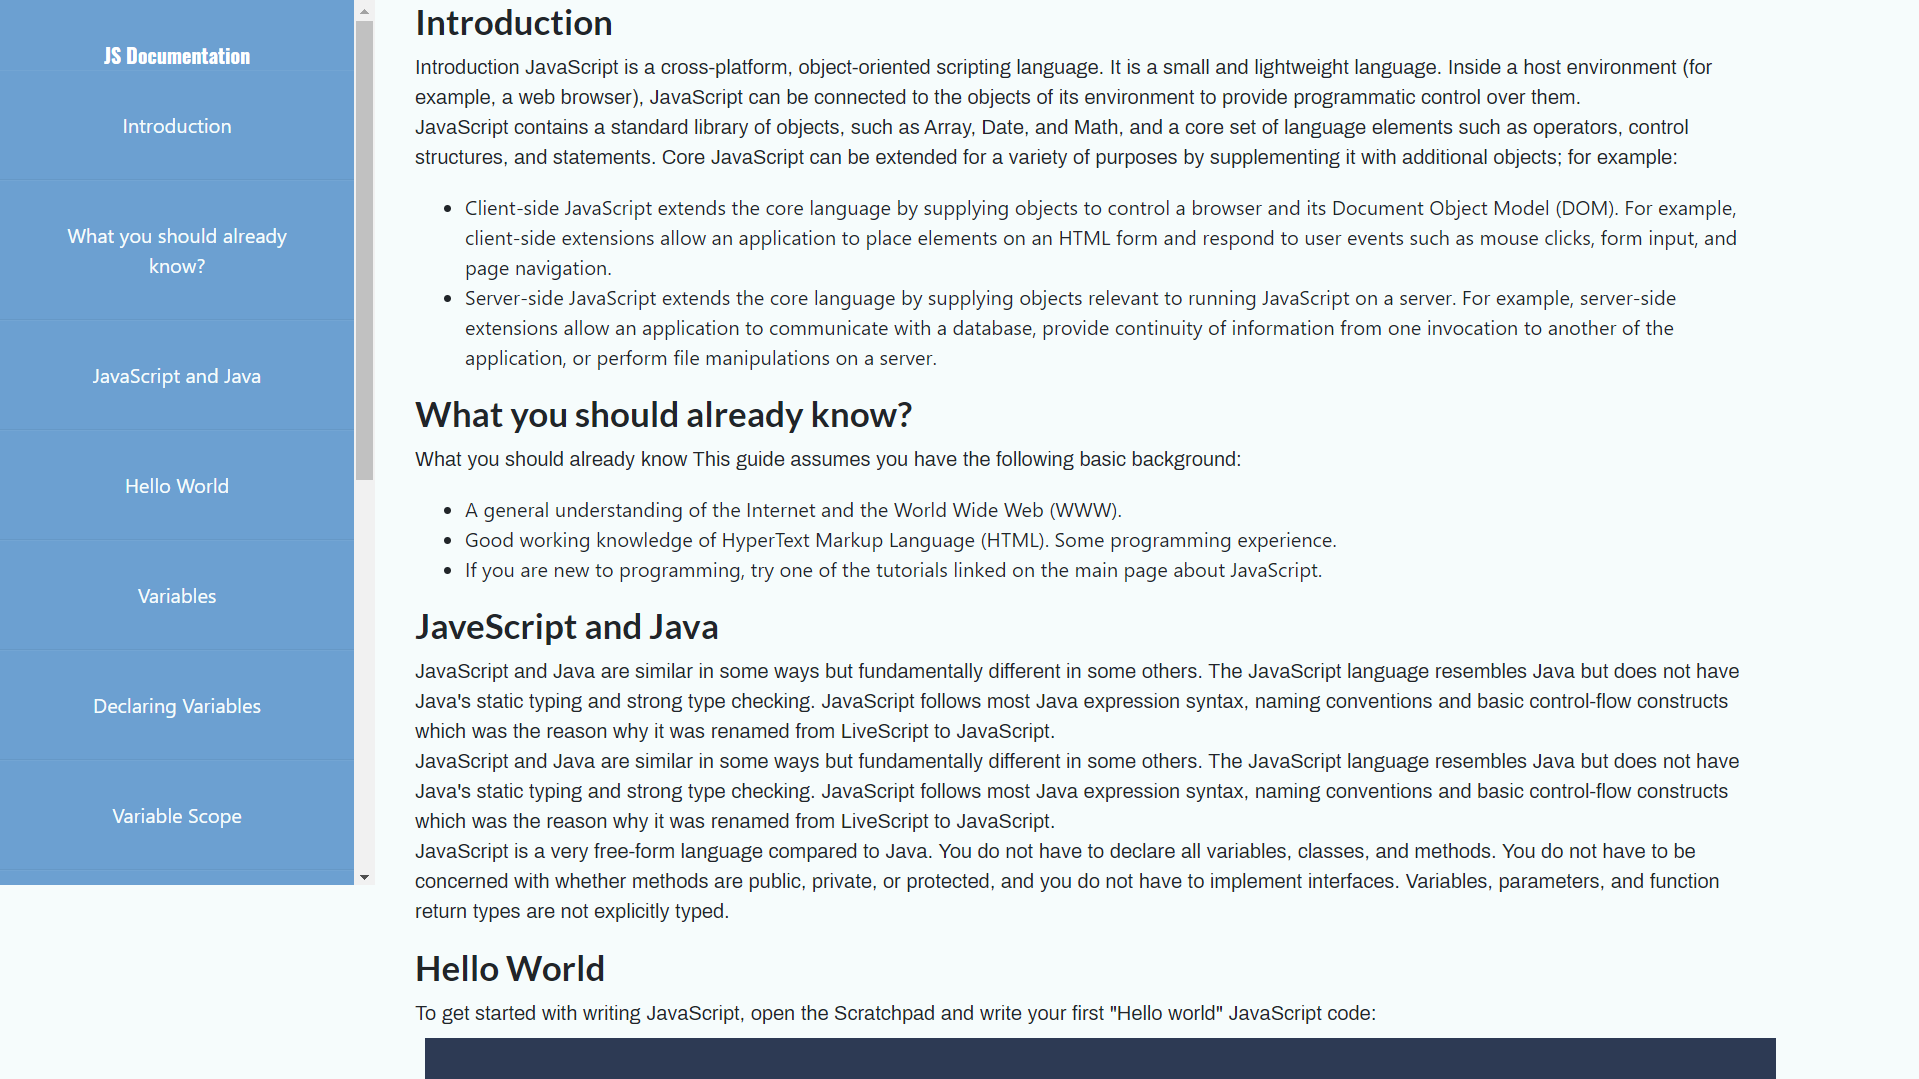 JS Documentation
Introduction
What you should already
know?
JavaScript and Java
Hello World
Variables
Declaring Variables
Variable Scope
Introduction
Introduction JavaScript is a cross-platform, object-oriented scripting language. It is a small and lightweight language. Inside a host environment (for
example, a web browser), JavaScript can be connected to the objects of its environment to provide programmatic control over them.
JavaScript contains a standard library of objects, such as Array, Date, and Math, and a core set of language elements such as operators, control
structures, and statements. Core JavaScript can be extended for a variety of purposes by supplementing it with additional objects; for example:
• Client-side JavaScript extends the core language by supplying objects to control a browser and its Document Object Model (DOM). For example,
client-side extensions allow an application to place elements on an HTML form and respond to user events such as mouse clicks, form input, and
page navigation.
• Server-side JavaScript extends the core language by supplying objects relevant to running JavaScript on a server. For example, server-side
extensions allow an application to communicate with a database, provide continuity of information from one invocation to another of the
application, or perform file manipulations on a server.
What you should already know?
What you should already know This guide assumes you have the following basic background:
• A general understanding of the Internet and the World Wide Web (WWW).
• Good working knowledge of HyperText Markup Language (HTML). Some programming experience.
• If you are new to programming, try one of the tutorials linked on the main page about JavaScript.
JaveScript and Java
JavaScript and Java are similar in some ways but fundamentally different in some others. The JavaScript language resembles Java but does not have
Java's static typing and strong type checking. JavaScript follows most Java expression syntax, naming conventions and basic control-flow constructs
which was the reason why it was renamed from LiveScript to JavaScript.
JavaScript and Java are similar in some ways but fundamentally different in some others. The JavaScript language resembles Java but does not have
Java's static typing and strong type checking. JavaScript follows most Java expression syntax, naming conventions and basic control-flow constructs
which was the reason why it was renamed from LiveScript to JavaScript.
JavaScript is a very free-form language compared to Java. You do not have to declare all variables, classes, and methods. You do not have to be
concerned with whether methods are public, private, or protected, and you do not have to implement interfaces. Variables, parameters, and function
return types are not explicitly typed.
Hello World
To get started with writing JavaScript, open the Scratchpad and write your first "Hello world" JavaScript code: